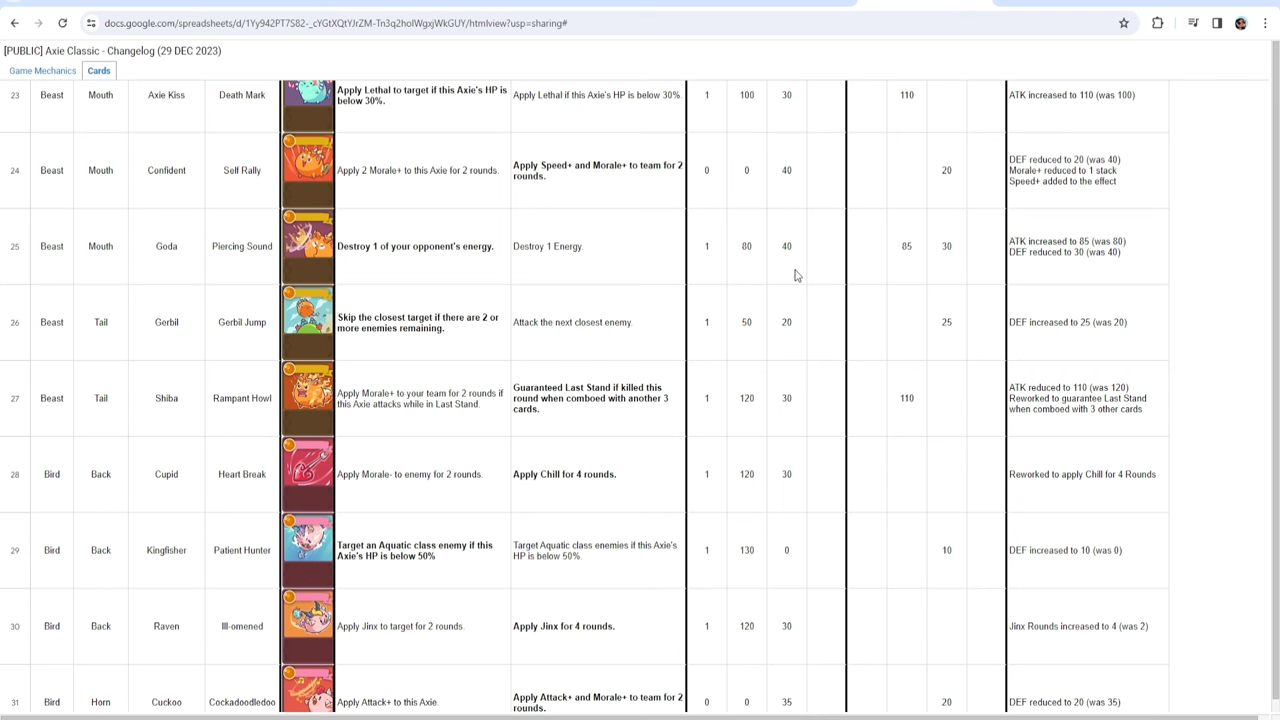 docs.google.com/spreadsheets/d/1Yy942PT7S82-_cYGtXQtYJrZM-Tn3q2holWgxjWkGUY/htmlview?usp=sharing#
[PUBLIC] Axie Classic - Changelog (29 DEC 2023)
Game Mechanics Cards
23 Beast Mouth Axie Kiss Death Mark Apply Lethal to target if this Axie's HP is below 30%. Apply Lethal if this Axie's HP is below 30%. 1 100 30 110 ATK increased to 110 (was 100)
24 Beast Mouth Confident Self Rally Apply 2 Morale+ to this Axie for 2 rounds. Apply Speed+ and Morale+ to team for 2 rounds. 0 0 40 20 DEF reduced to 20 (was 40)
Morale+ reduced to 1 stack
Speed+ added to the effect
25 Beast Mouth Goda Piercing Sound Destroy 1 of your opponent's energy. Destroy 1 Energy. 1 80 40 85 30 ATK increased to 85 (was 80)
DEF reduced to 30 (was 40)
26 Beast Tail Gerbil Gerbil Jump Skip the closest target if there are 2 or more enemies remaining. Attack the next closest enemy. 1 50 20 25 DEF increased to 25 (was 20)
27 Beast Tail Shiba Rampant Howl Apply Morale+ to your team for 2 rounds if this Axie attacks while in Last Stand. Guaranteed Last Stand if killed this round when comboed with another 3 cards. 1 120 30 110 ATK reduced to 110 (was 120)
Reworked to guarantee Last Stand
when comboed with 3 other cards
28 Bird Back Cupid Heart Break Apply Morale- to enemy for 2 rounds. Apply Chill for 4 rounds. 1 120 30 Reworked to apply Chill for 4 Rounds
29 Bird Back Kingfisher Patient Hunter Target an Aquatic class enemy if this Axie's HP is below 50% Target Aquatic class enemies if this Axie's HP is below 50%. 1 130 0 10 DEF increased to 10 (was 0)
30 Bird Back Raven Ill-omened Apply Jinx to target for 2 rounds. Apply Jinx for 4 rounds. 1 120 30 Jinx Rounds increased to 4 (was 2)
31 Bird Horn Cuckoo Cockadoodledoo Apply Attack+ to this Axie. Apply Attack+ and Morale+ to team for 2 rounds. 0 0 35 20 DEF reduced to 20 (was 35)